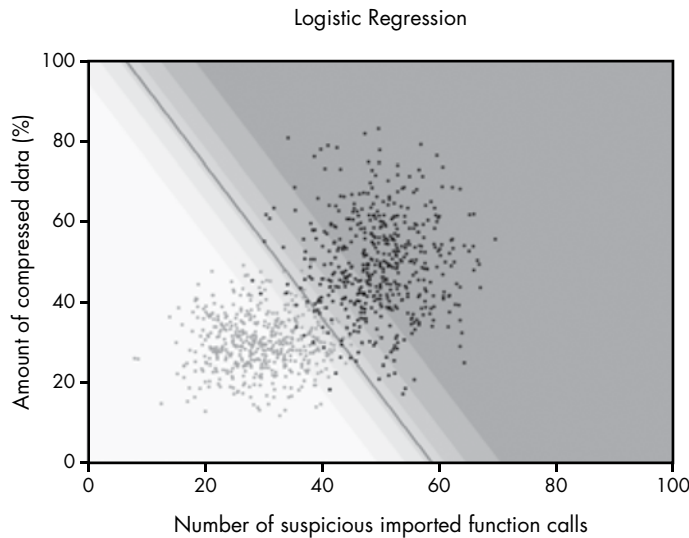 Logistic Regression
Amount of compressed data (%)
100
80
60
40
20
0
0 20 40 60 80 100
Number of suspicious imported function calls